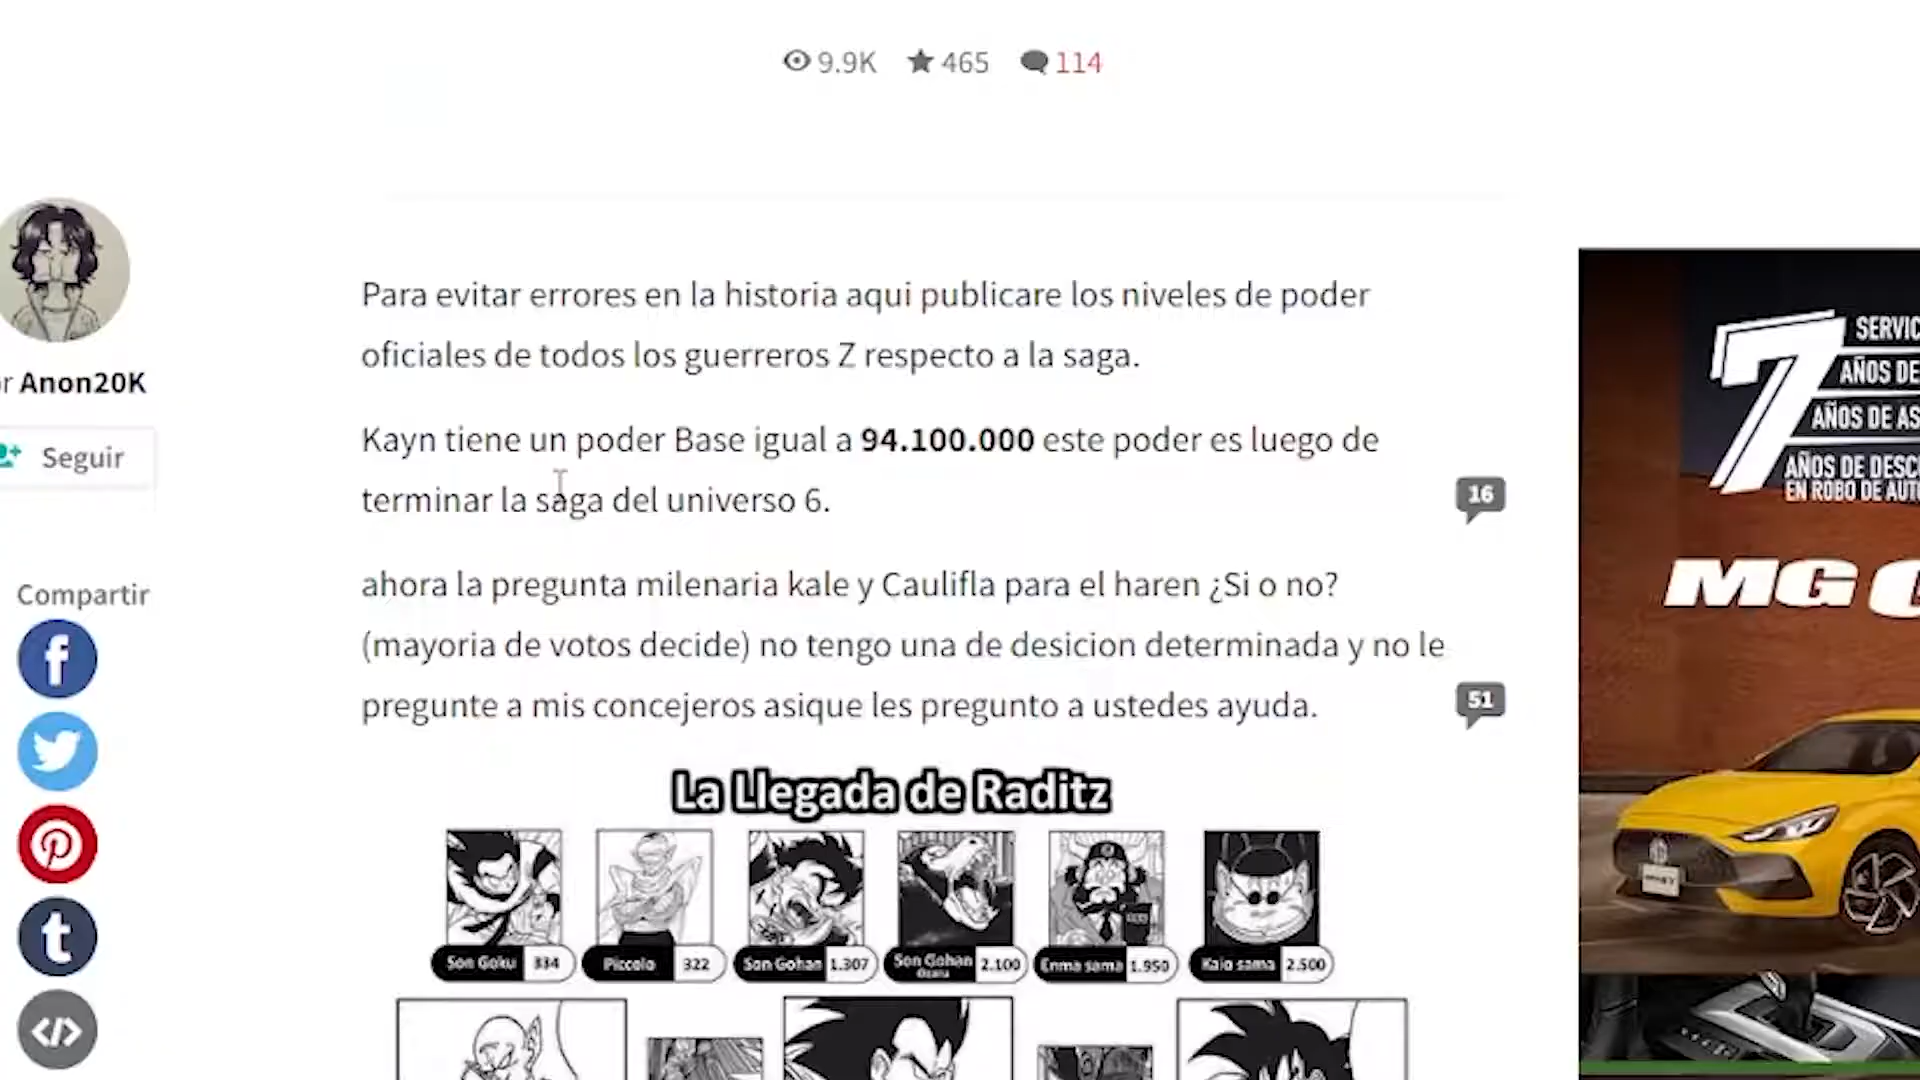 9.9K 465 114
Para evitar errores en la historia aqui publicare los niveles de poder
oficiales de todos los guerreros Z respecto a la saga.
r Anon20K
Seguir
Kayn tiene un poder Base igual a 94.100.000 este poder es luego de
terminar la saga del universo 6.
16
Compartir
ahora la pregunta milenaria kale y Caulifla para el haren ¿Si o no?
(mayoria de votos decide) no tengo una de desicion determinada y no le
pregunte a mis concejeros asique les pregunto a ustedes ayuda.
51
La Llegada de Raditz
Son Goku 334
Piccolo 322
Son Gohan 1.307
Son Gohan 2.100
Enma sama 1.950
Kaio sama 2.500
7
SERVIC
AÑOS DE
AÑOS DE AS
AÑOS DE DESC
EN ROBO DE AUT
MG